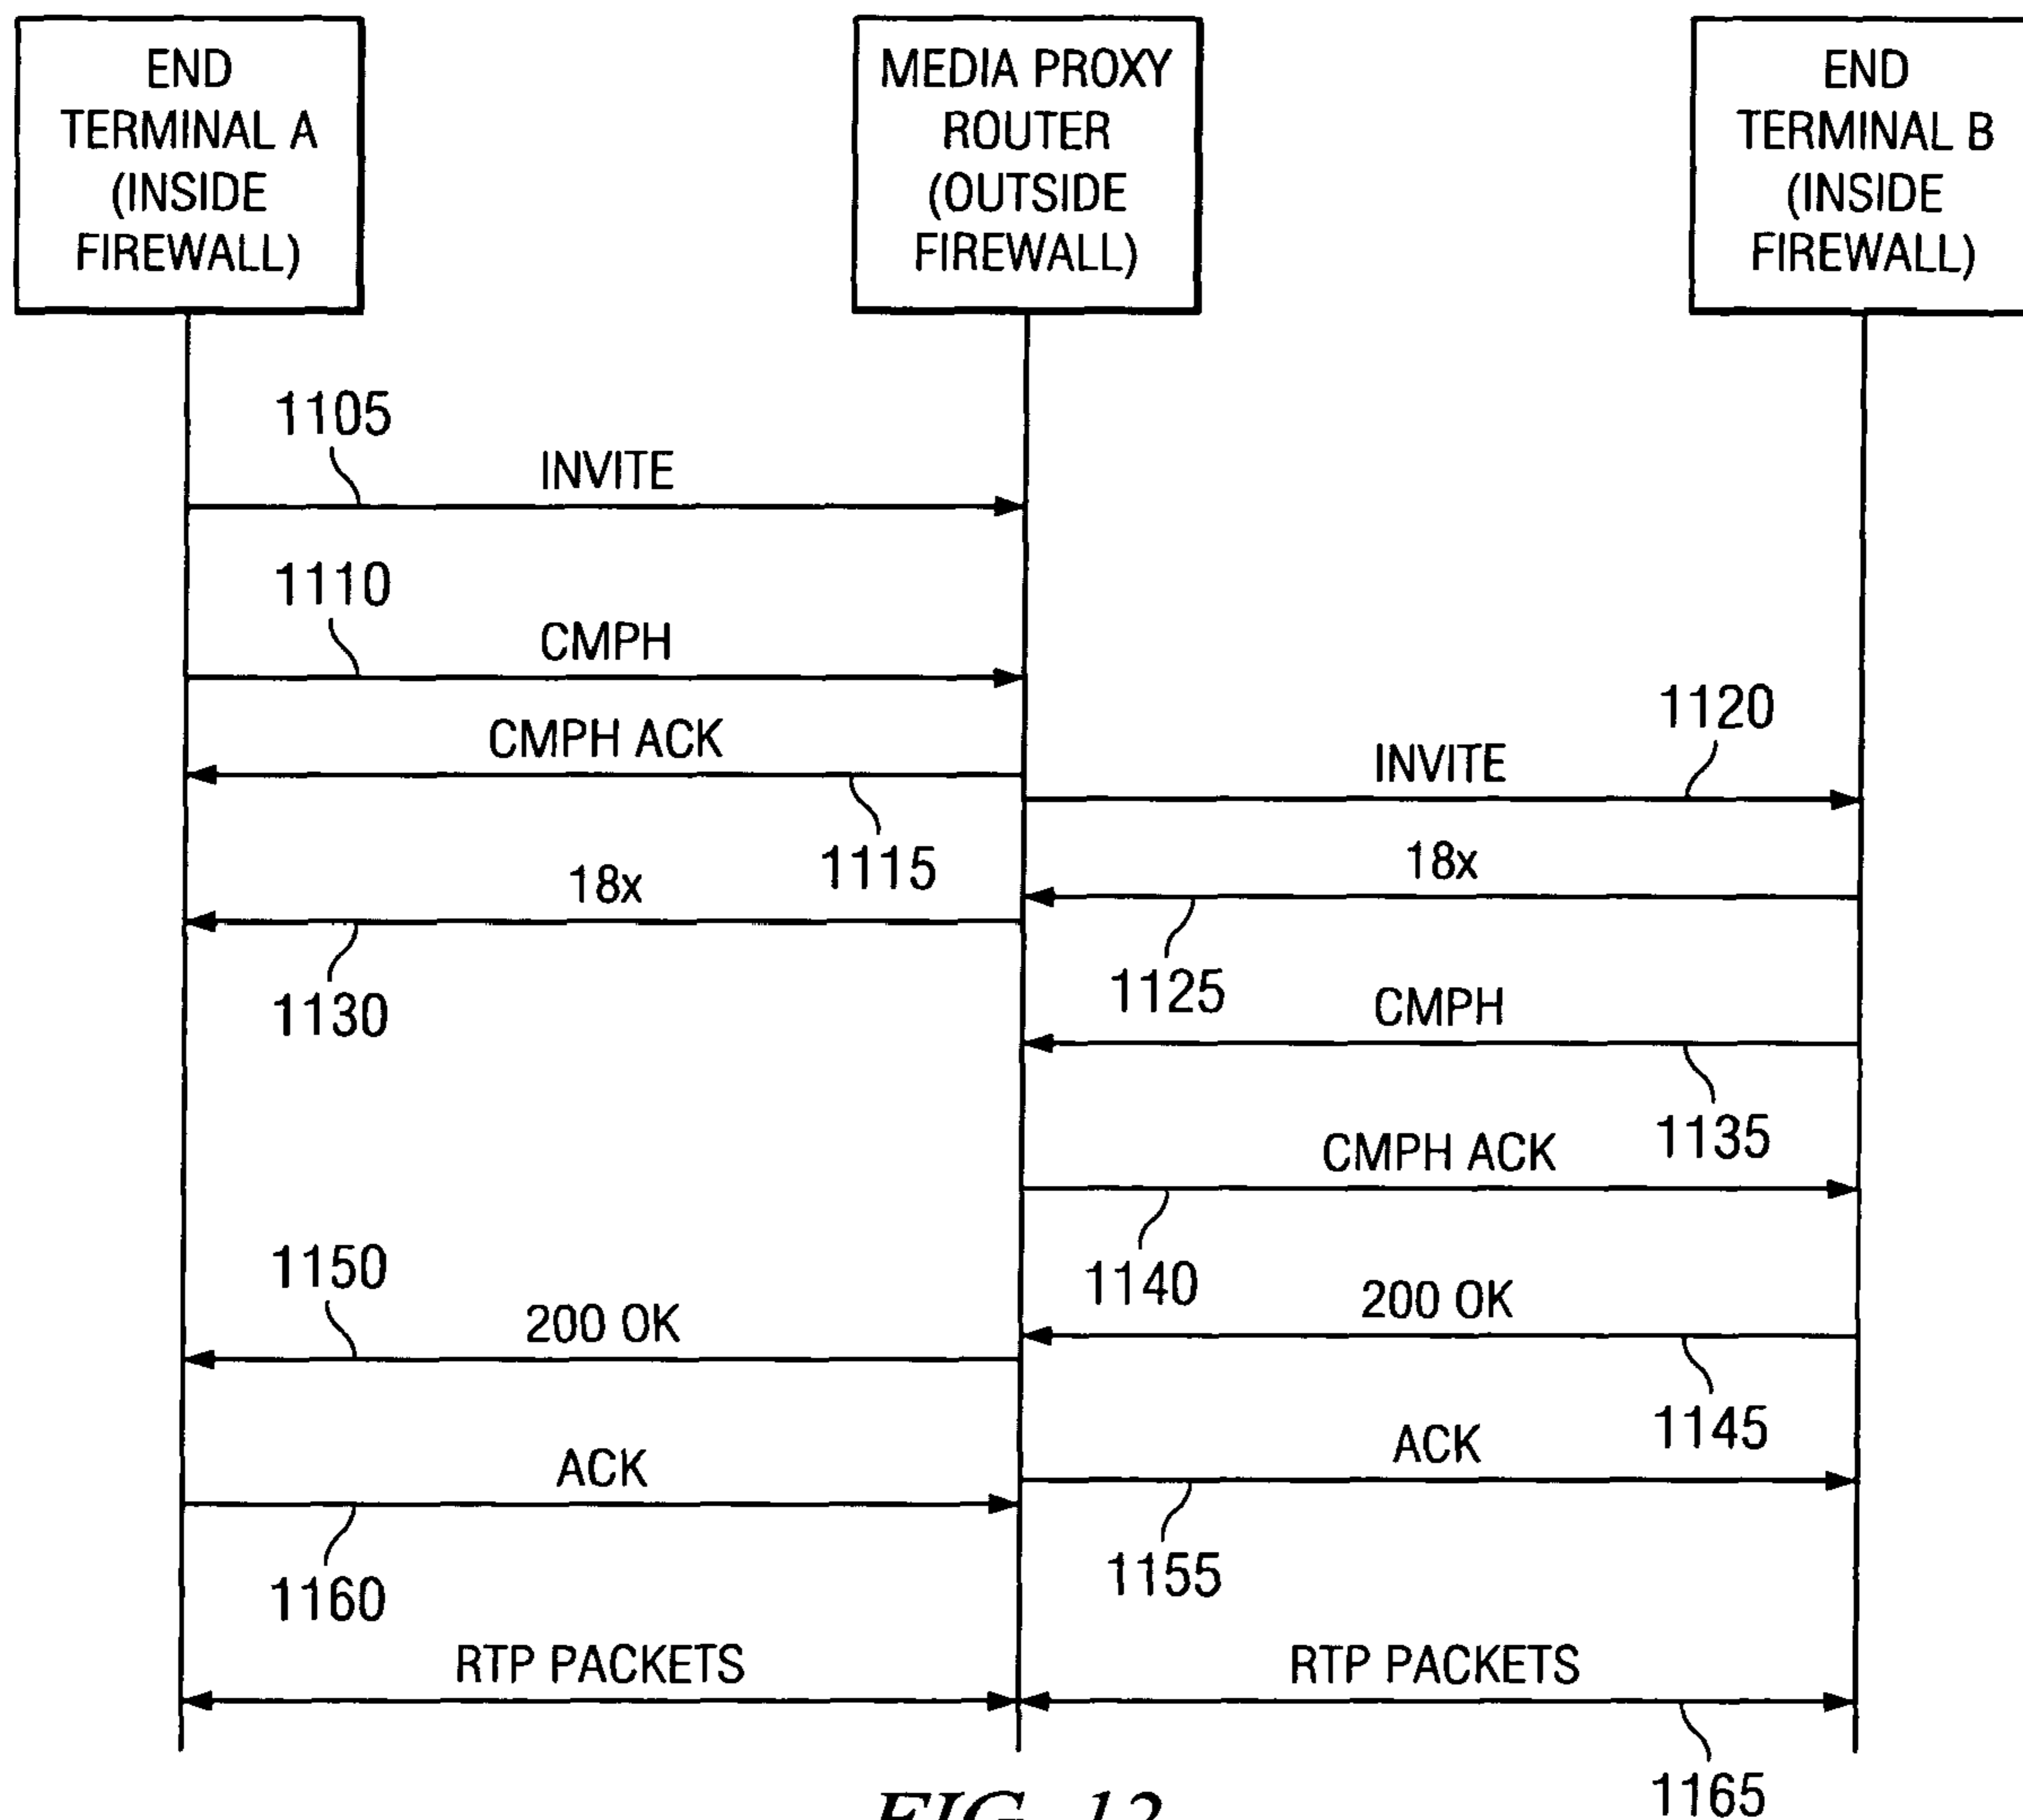 END
TERMINAL A
(INSIDE
FIREWALL)
MEDIA PROXY
ROUTER
(OUTSIDE
FIREWALL)
END
TERMINAL B
(INSIDE
FIREWALL)
1105
INVITE
1110
CMPH
CMPH ACK
1115
1120
INVITE
18x
1125
18x
1130
CMPH
1135
CMPH ACK
1140
200 OK
1145
1150
200 OK
ACK
1155
ACK
1160
RTP PACKETS
RTP PACKETS
1165
FIG. 12